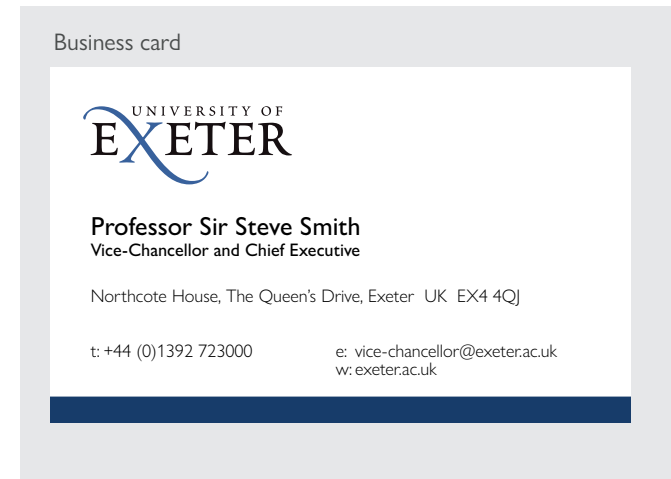 Business card
UNIVERSITY OF
EXETER
Professor Sir Steve Smith
Vice-Chancellor and Chief Executive
Northcote House, The Queen's Drive, Exeter  UK  EX4 4QJ
t: +44 (0)1392 723000
e: vice-chancellor@exeter.ac.uk
w: exeter.ac.uk